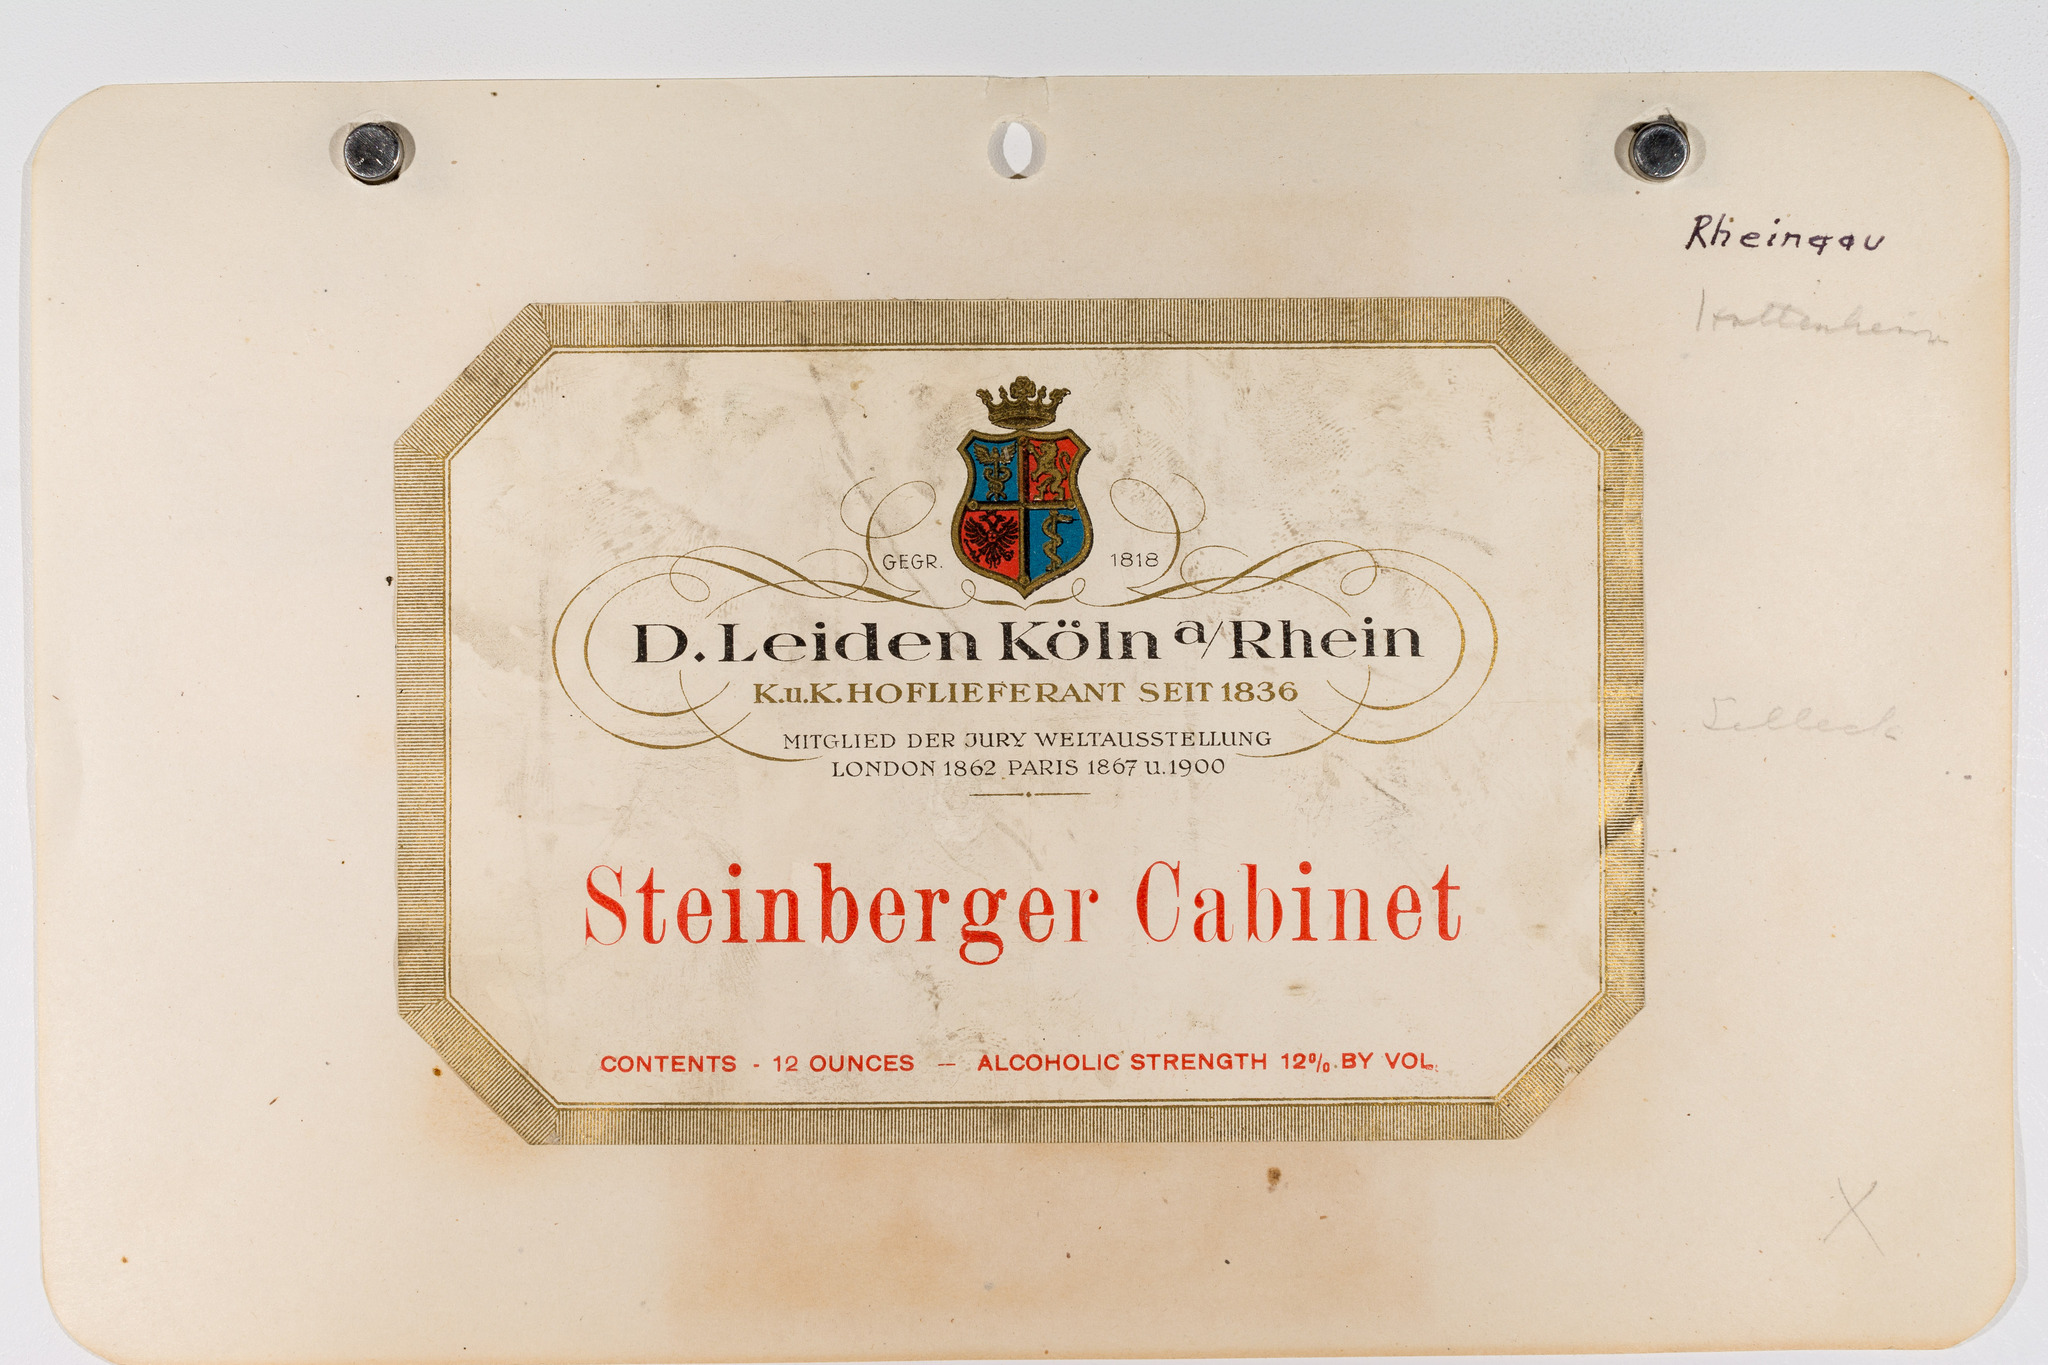 Rheingau
Hattenheim
GEGR. 1818
D. Leiden Köln a/Rhein
K.u.K. HOFLIEFERANT SEIT 1836
MITGLIED DER JURY WELTAUSSTELLUNG
LONDON 1862 PARIS 1867 u. 1900
Steinberger Cabinet
CONTENTS - 12 OUNCES — ALCOHOLIC STRENGTH 12% BY VOL.
X